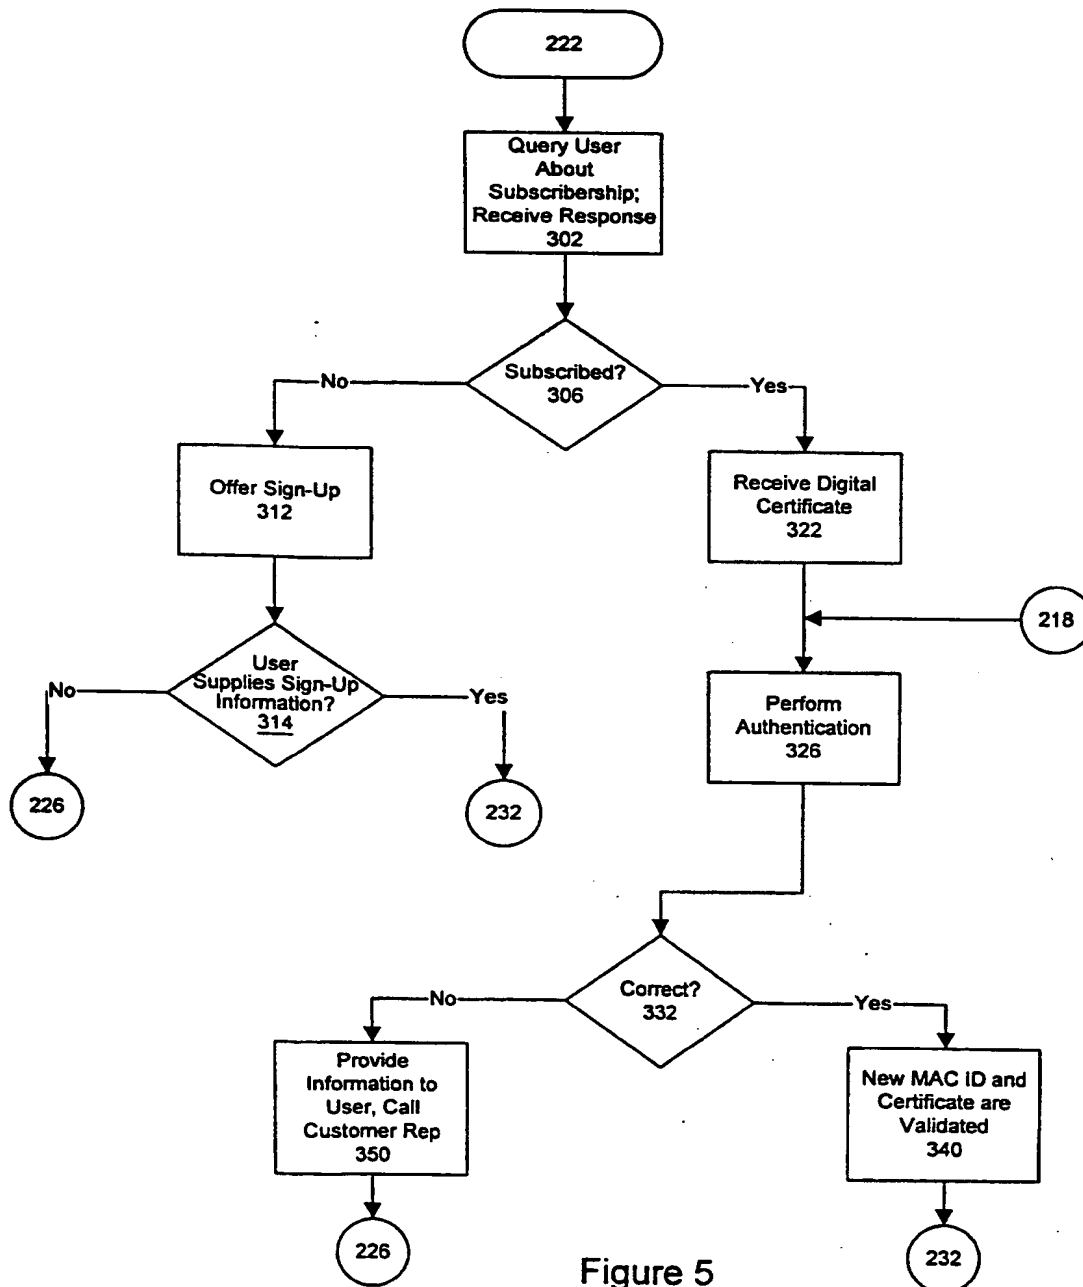 222
Query User
About
Subscribership;
Receive Response
302
Subscribed?
306
No
Yes
Offer Sign-Up
312
Receive Digital
Certificate
322
218
User
Supplies Sign-Up
Information?
314
No
Yes
Perform
Authentication
326
226
232
Correct?
332
No
Yes
Provide
Information to
User, Call
Customer Rep
350
New MAC ID and
Certificate are
Validated
340
226
232
Figure 5